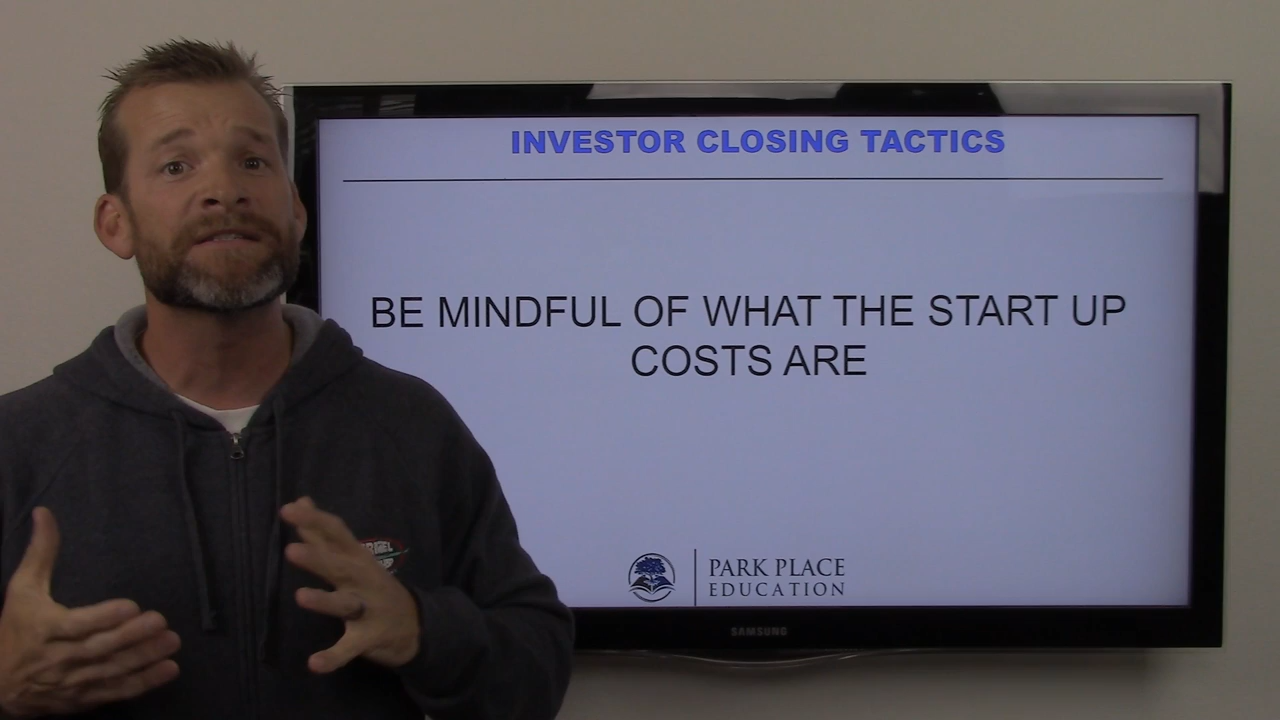 INVESTOR CLOSING TACTICS
BE MINDFUL OF WHAT THE START UP
COSTS ARE
PARK PLACE
EDUCATION
SAMSUNG